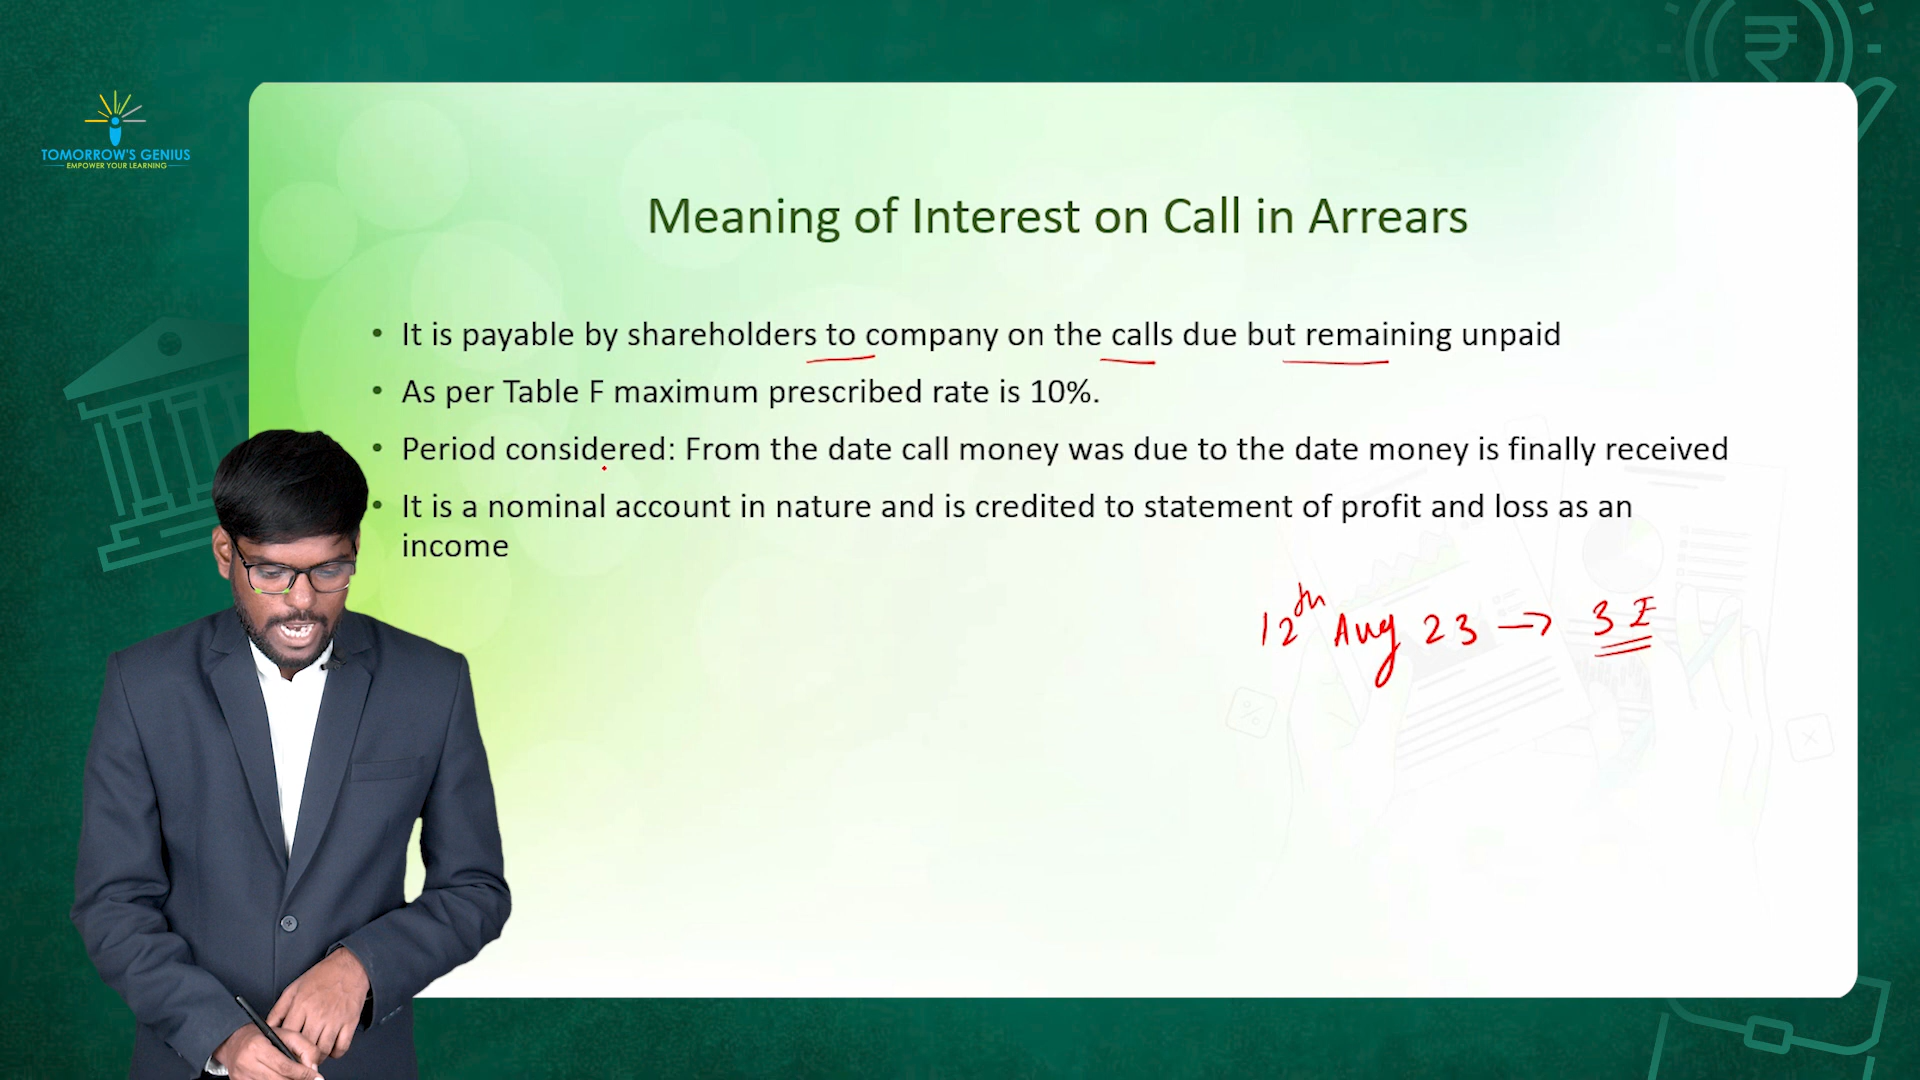 TOMORROW'S GENIUS
EMPOWER YOUR LEARNING
Meaning of Interest on Call in Arrears
• It is payable by shareholders to company on the calls due but remaining unpaid
• As per Table F maximum prescribed rate is 10%.
• Period considered: From the date call money was due to the date money is finally received
• It is a nominal account in nature and is credited to statement of profit and loss as an
income
12th Aug 23 → 3